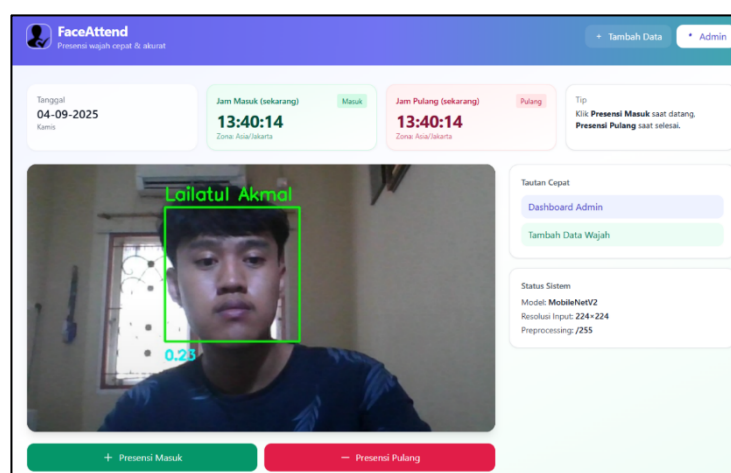 FaceAttend
Presensi wajah cepat & akurat
+ Tambah Data
Admin
Tanggal
04-09-2025
Kamis
Jam Masuk (sekarang)
Masuk
13:40:14
Zona: Asia/Jakarta
Jam Pulang (sekarang)
Pulang
13:40:14
Zona: Asia/Jakarta
Tip
Klik Presensi Masuk saat datang,
Presensi Pulang saat selesai.
Lailatul Akmal
0.23
Tautan Cepat
Dashboard Admin
Tambah Data Wajah
Status Sistem
Model: MobileNetV2
Resolusi Input: 224×224
Preprocessing: /255
+ Presensi Masuk
— Presensi Pulang